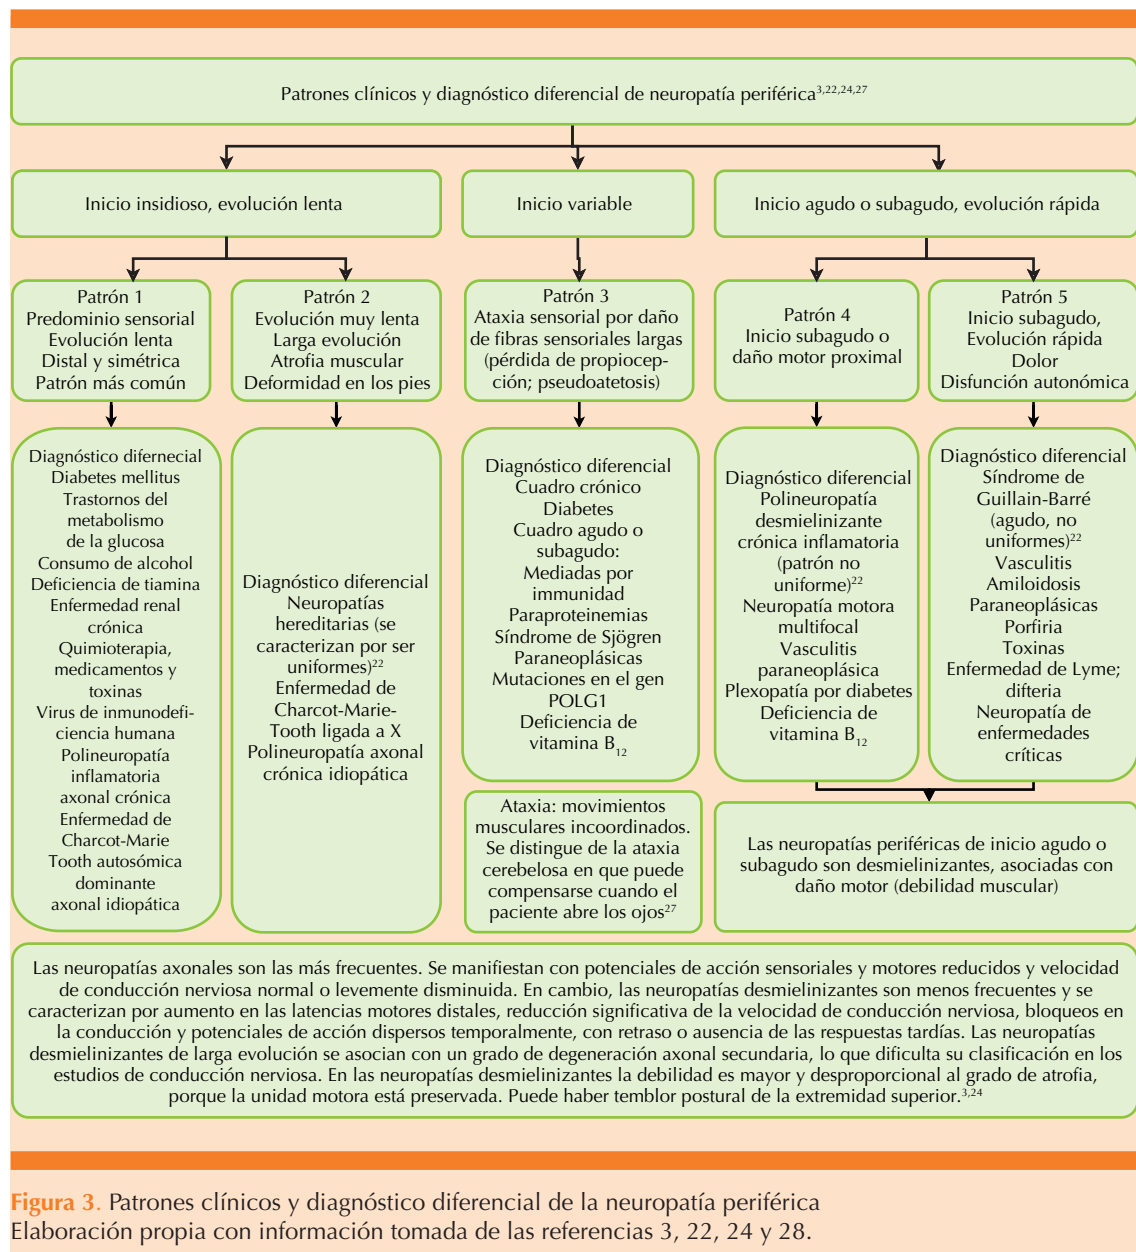 Patrones clínicos y diagnóstico diferencial de neuropatía periférica3,22,24,27
Inicio insidioso, evolución lenta
Inicio variable
Inicio agudo o subagudo, evolución rápida
Patrón 1
Predominio sensorial
Evolución lenta
Distal y simétrica
Patrón más común
Patrón 2
Evolución muy lenta
Larga evolución
Atrofia muscular
Deformidad en los pies
Patrón 3
Ataxia sensorial por daño
de fibras sensoriales largas
(pérdida de propiocep-
ción; pseudoatetosis)
Patrón 4
Inicio subagudo o
daño motor proximal
Patrón 5
Inicio subagudo,
Evolución rápida
Dolor
Disfunción autonómica
Diagnóstico difernecial
Diabetes mellitus
Trastornos del
metabolismo
de la glucosa
Consumo de alcohol
Deficiencia de tiamina
Enfermedad renal
crónica
Quimioterapia,
medicamentos y
toxinas
Virus de inmunodefi-
ciencia humana
Polineuropatía
inflamatoria
axonal crónica
Enfermedad de
Charcot-Marie
Tooth autosómica
dominante
axonal idiopática
Diagnóstico diferencial
Neuropatías
hereditarias (se
caracterizan por ser
uniformes)22
Enfermedad de
Charcot-Marie-
Tooth ligada a X
Polineuropatía axonal
crónica idiopática
Diagnóstico diferencial
Cuadro crónico
Diabetes
Cuadro agudo o
subagudo:
Mediadas por
immunidad
Paraproteinemias
Síndrome de Sjögren
Paraneoplásicas
Mutaciones en el gen
POLG1
Deficiencia de
vitamina B12
Diagnóstico diferencial
Polineuropatía
desmielinizante
crónica inflamatoria
(patrón no
uniforme)22
Neuropatía motora
multifocal
Vasculitis
paraneoplásica
Plexopatía por diabetes
Deficiencia de
vitamina B12
Diagnóstico diferencial
Síndrome de
Guillain-Barré
(agudo, no
uniformes)22
Vasculitis
Amiloidosis
Paraneoplásicas
Porfiria
Toxinas
Enfermedad de Lyme;
difteria
Neuropatía de
enfermedades
críticas
Ataxia: movimientos
musculares incoordinados.
Se distingue de la ataxia
cerebelosa en que puede
compensarse cuando el
paciente abre los ojos27
Las neuropatías periféricas de inicio agudo o
subagudo son desmielinizantes, asociadas con
daño motor (debilidad muscular)
Las neuropatías axonales son las más frecuentes. Se manifiestan con potenciales de acción sensoriales y motores reducidos y velocidad
de conducción nerviosa normal o levemente disminuida. En cambio, las neuropatías desmielinizantes son menos frecuentes y se
caracterizan por aumento en las latencias motores distales, reducción significativa de la velocidad de conducción nerviosa, bloqueos en
la conducción y potenciales de acción dispersos temporalmente, con retraso o ausencia de las respuestas tardías. Las neuropatías
desmielinizantes de larga evolución se asocian con un grado de degeneración axonal secundaria, lo que dificulta su clasificación en los
estudios de conducción nerviosa. En las neuropatías desmielinizantes la debilidad es mayor y desproporcional al grado de atrofia,
porque la unidad motora está preservada. Puede haber temblor postural de la extremidad superior.3,24
Figura 3. Patrones clínicos y diagnóstico diferencial de la neuropatía periférica
Elaboración propia con información tomada de las referencias 3, 22, 24 y 28.